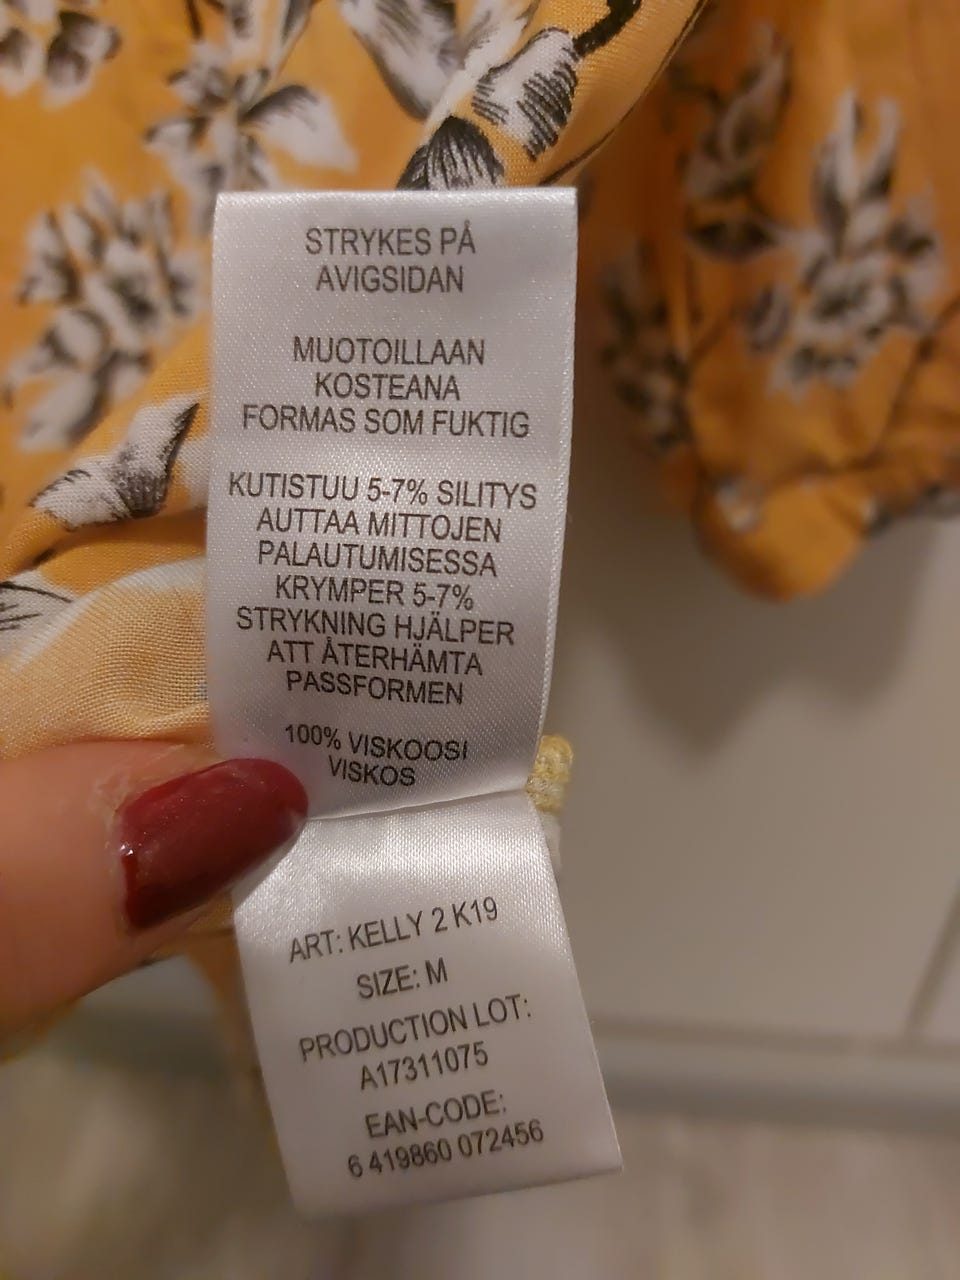 STRYKES PÅ
AVIGSIDAN
MUOTOILLAAN
KOSTEANA
FORMAS SOM FUKTIG
KUTISTUU 5-7% SILITYS
AUTTAA MITTOJEN
PALAUTUMISESSA
KRYMPER 5-7%
STRYKNING HJÄLPER
ATT ÅTERHÄMTA
PASSFORMEN
100% VISKOOSI
VISKOS
ART: KELLY 2 K19
SIZE: M
PRODUCTION LOT:
A17311075
EAN-CODE:
6 419860 072456